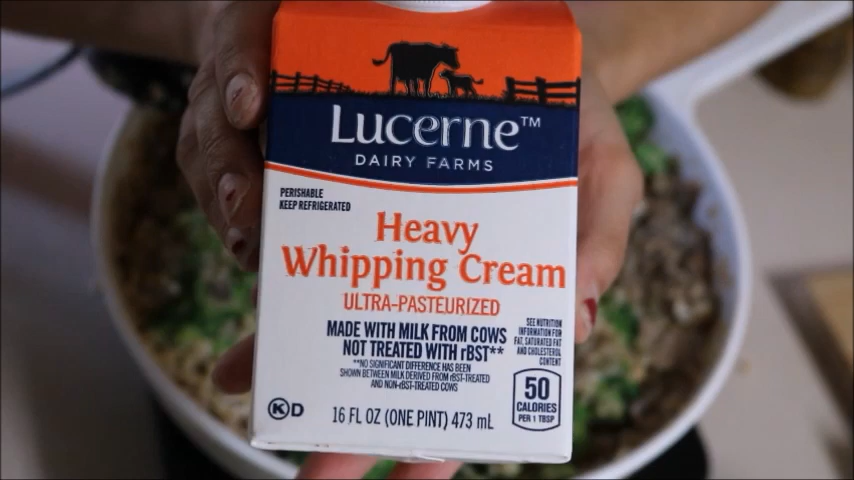 Lucerne™
DAIRY FARMS
PERISHABLE
KEEP REFRIGERATED
Heavy
Whipping Cream
ULTRA-PASTEURIZED
MADE WITH MILK FROM COWS
NOT TREATED WITH rBST**
**NO SIGNIFICANT DIFFERENCE HAS BEEN
SHOWN BETWEEN MILK DERIVED FROM rBST-TREATED
AND NON-rBST-TREATED COWS
SEE NUTRITION
INFORMATION FOR
FAT, SATURATED FAT
AND CHOLESTEROL
CONTENT
50
CALORIES
PER 1 TBSP
K D
16 FL OZ (ONE PINT) 473 mL